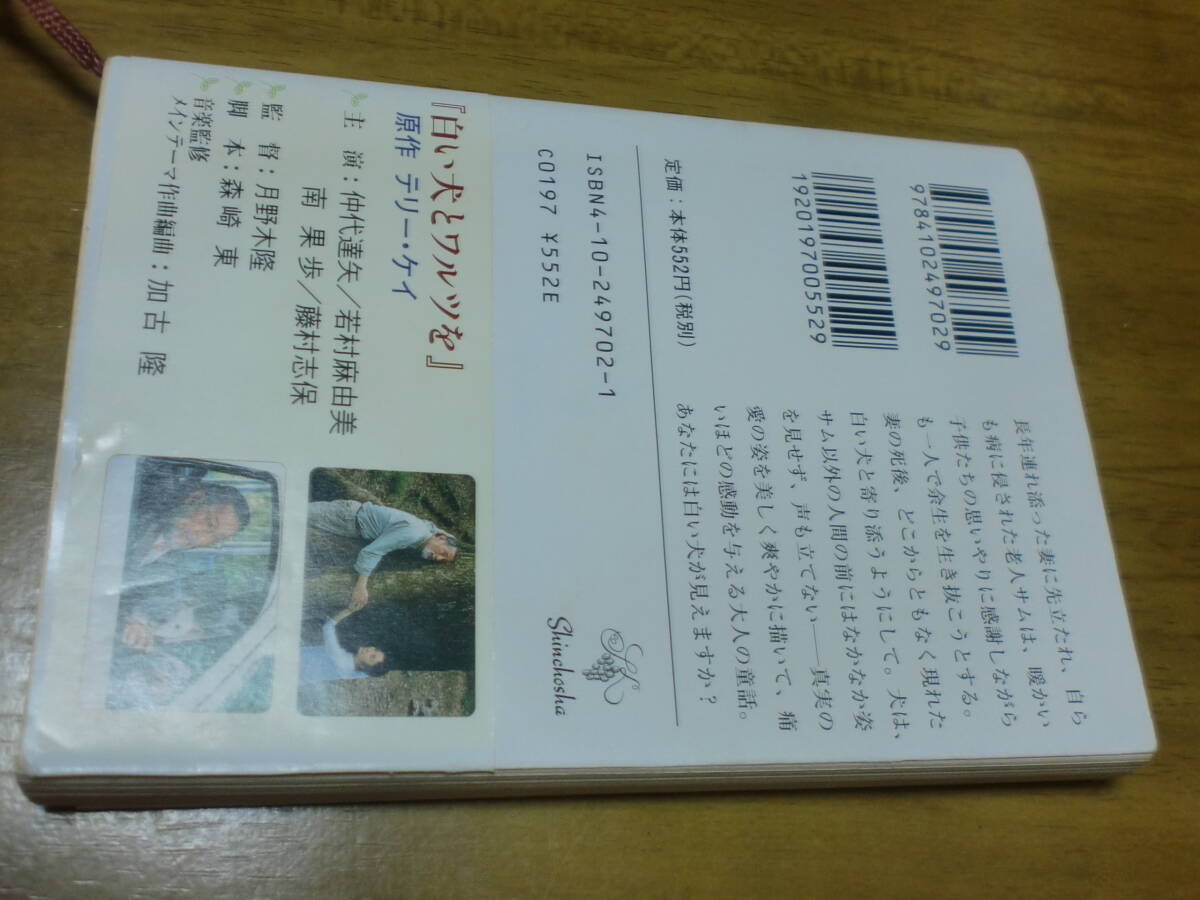 9784102497029
1920197005529
長年連れ添った妻に先立たれ、自ら
も病に侵された老人サムは、暖かい
子供たちの思いやりに感謝しながら
も一人で余生を生き抜こうとする。
妻の死後、どこからともなく現れた
白い犬と寄り添うようにして。犬は、
サム以外の人間の前にはなかなか姿
を見せず、声も立てない――真実の
愛の姿を美しく爽やかに描いて、痛
いほどの感動を与える大人の童話。
あなたには白い犬が見えますか？
定価：本体552円(税別)
ISBN4-10-249702-1
C0197 ¥552E
Shinchosha
『白い犬とワルツを』
原作 テリー・ケイ
主 演：仲代達矢／若村麻由美
南 果歩／藤村志保
監 督：月野木隆
脚 本：森﨑 東
音楽監修
メインテーマ作曲編曲：加古 隆